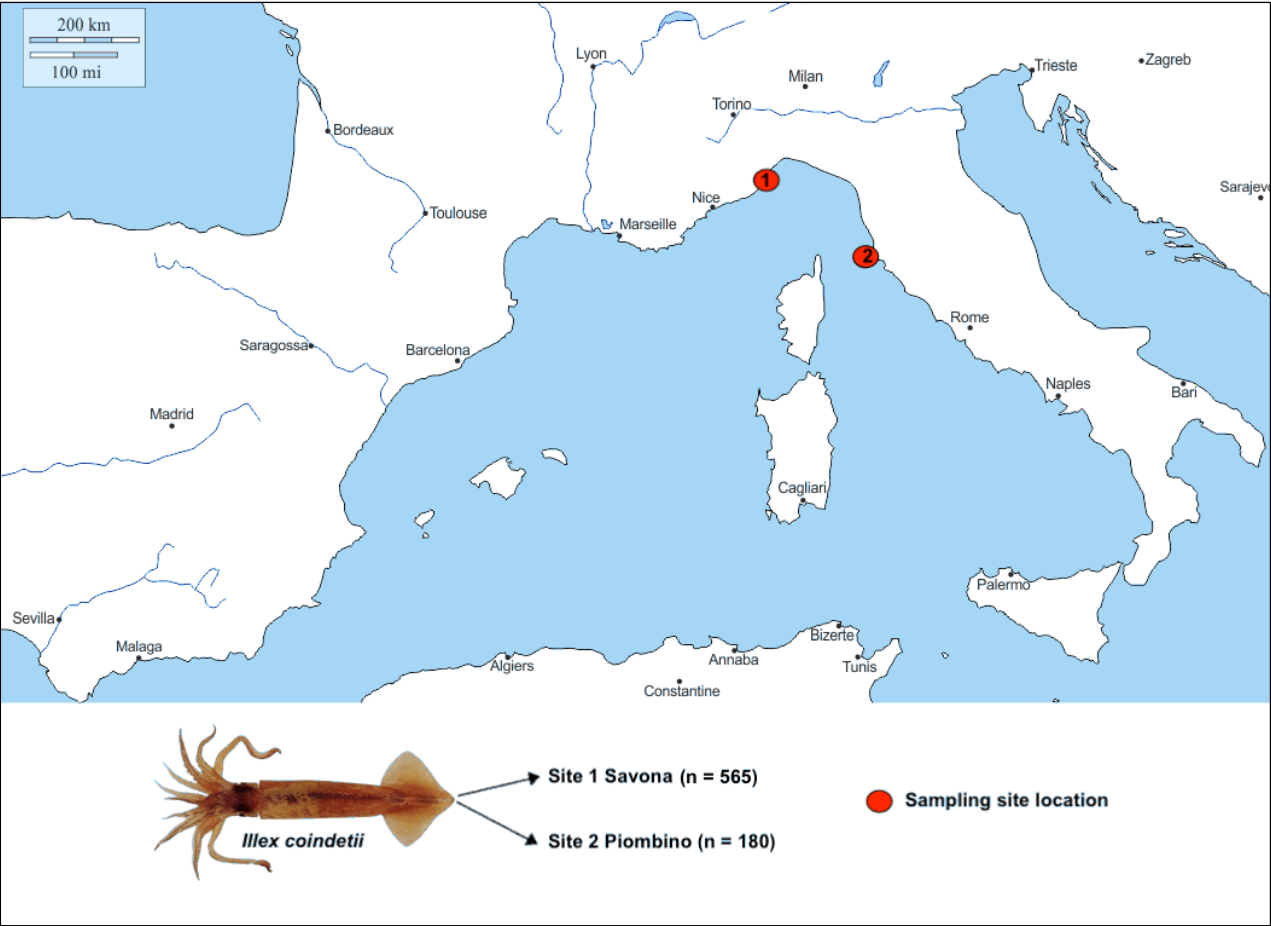 200 km
100 mi
Lyon
Milan
Trieste
Zagreb
Torino
Bordeaux
1
Nice
Sarajevo
Toulouse
Marseille
2
Rome
Saragossa
Barcelona
Naples
Bari
Madrid
Cagliari
Palermo
Sevilla
Malaga
Bizerte
Algiers
Annaba
Tunis
Constantine
Site 1 Savona (n = 565)
Sampling site location
Illex coindetii
Site 2 Piombino (n = 180)